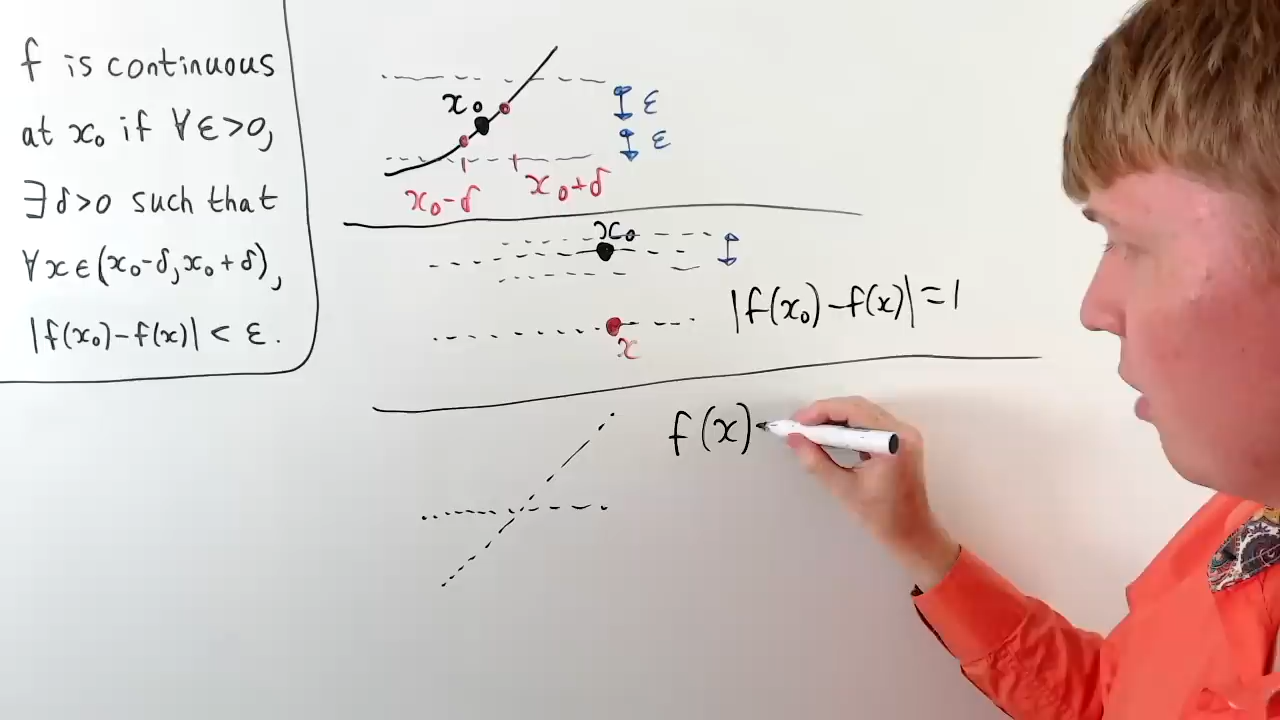 f is continuous
at x₀ if ∀ε>0,
∃δ>0 such that
∀x∈(x₀-δ,x₀+δ),
|f(x₀)-f(x)| < ε.
x₀
ε
ε
x₀-δ
x₀+δ
x₀
|f(x₀)-f(x)|=1
x
f(x)